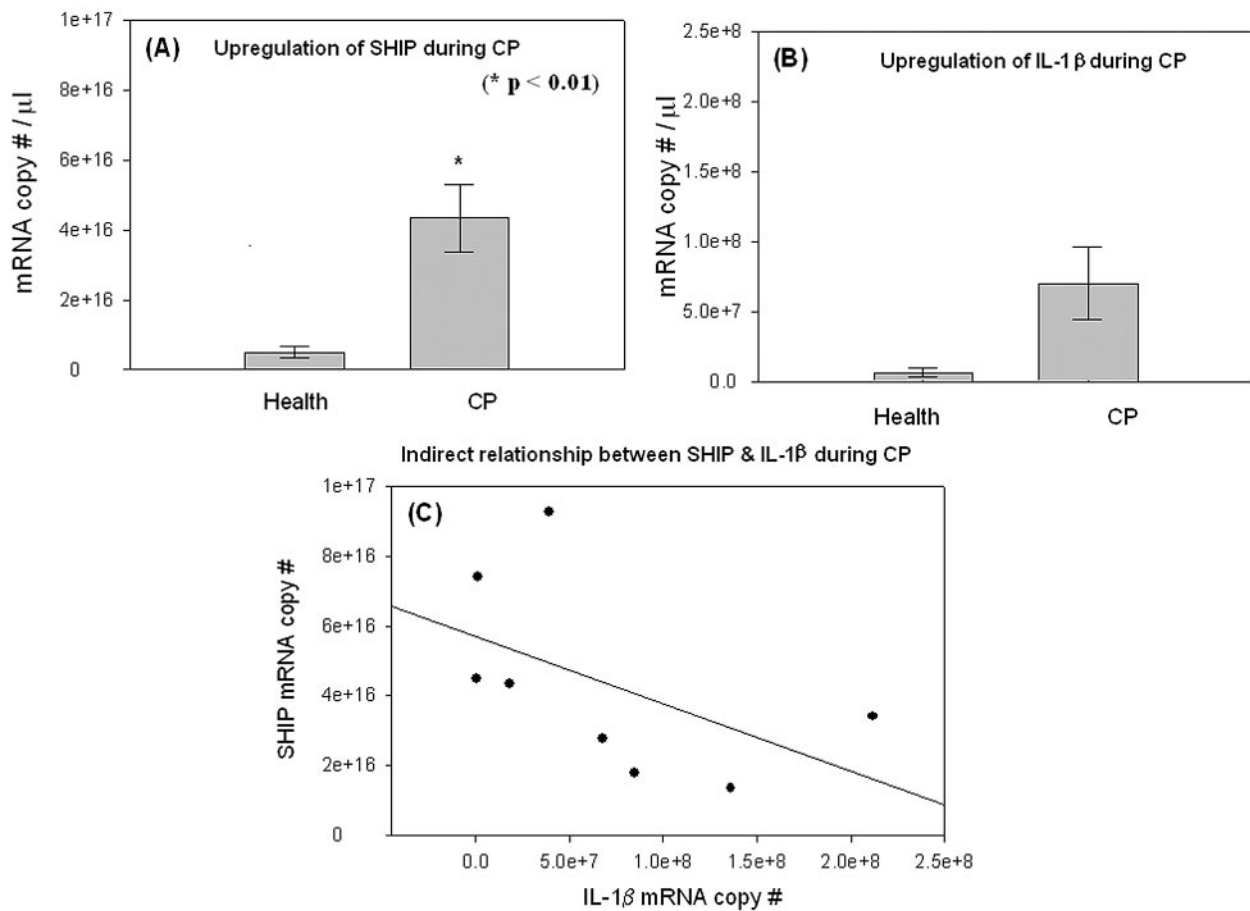 (A) Upregulation of SHIP during CP
(* p < 0.01)
mRNA copy # / µl
1e+17
8e+16
6e+16
4e+16
2e+16
0
*
Health CP
(B) Upregulation of IL-1β during CP
mRNA copy # / µl
2.5e+8
2.0e+8
1.5e+8
1.0e+8
5.0e+7
0.0
Health CP
Indirect relationship between SHIP & IL-1β during CP
(C)
SHIP mRNA copy #
1e+17
8e+16
6e+16
4e+16
2e+16
0
0.0 5.0e+7 1.0e+8 1.5e+8 2.0e+8 2.5e+8
IL-1β mRNA copy #